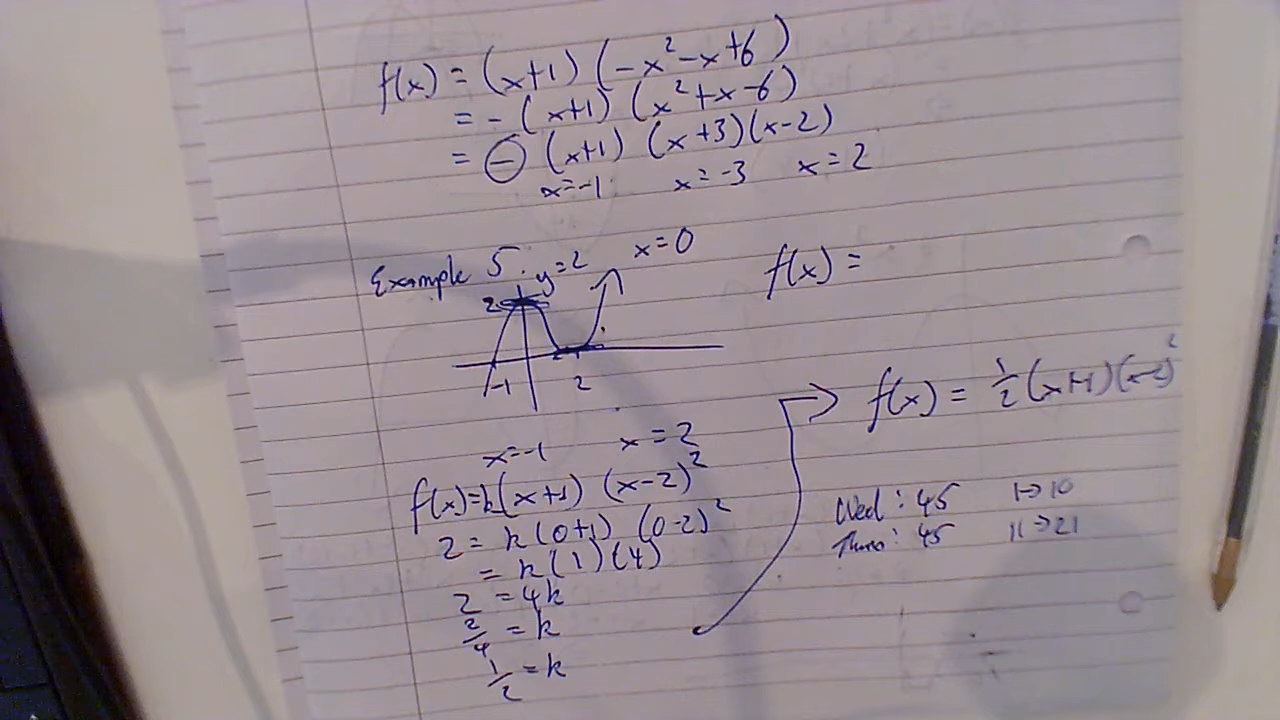 f(x) = (x+1) (-x²-x+6)
= - (x+1) (x²+x-6)
= - (x+1) (x+3)(x-2)
x=-1 x=-3 x=2
Example 5. y=2 x=0
f(x) =
2
-1 2
f(x) = 1/2 (x+1)(x-2)²
x=-1 x=2
f(x)=k(x+1) (x-2)²
2 = k(0+1) (0-2)²
= k(1)(4)
2 = 4k
2/4 = k
1/2 = k
Wed: 45 1→10
Thurs: 45 11→21